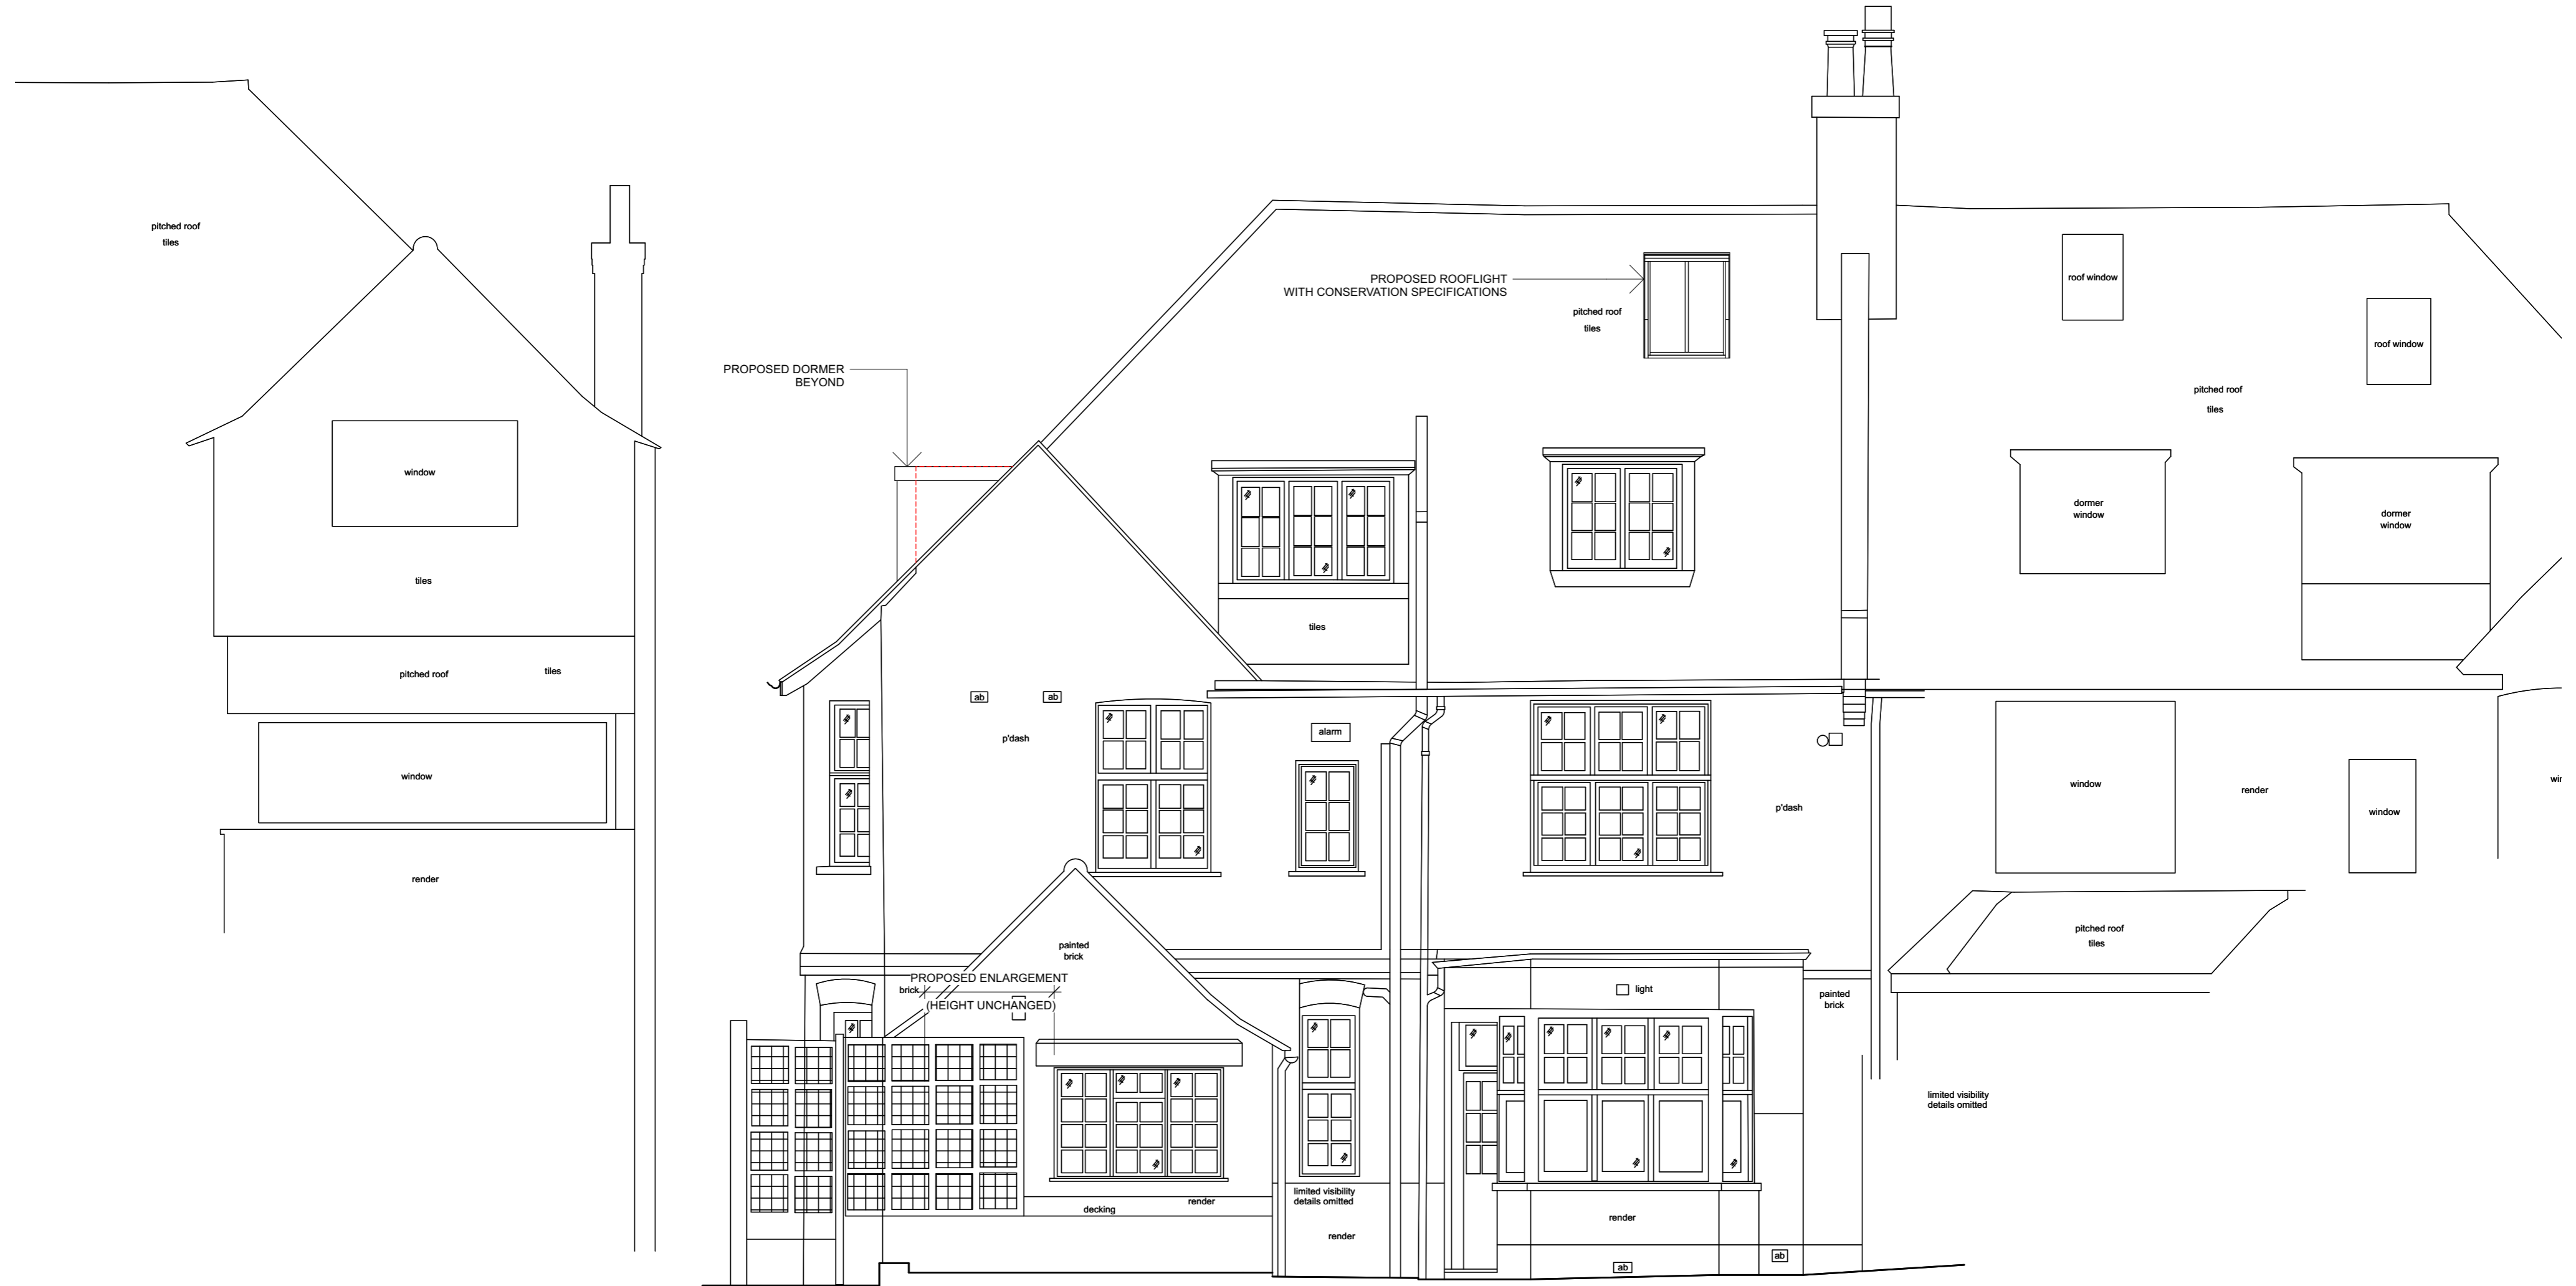 pitched roof
tiles
window
tiles
pitched roof
tiles
window
render
PROPOSED DORMER
BEYOND
PROPOSED ROOFLIGHT
WITH CONSERVATION SPECIFICATIONS
pitched roof
tiles
roof window
roof window
pitched roof
tiles
dormer
window
dormer
window
tiles
ab
ab
p'dash
alarm
p'dash
window
render
window
pitched roof
tiles
painted
brick
PROPOSED ENLARGEMENT
brick
(HEIGHT UNCHANGED)
light
painted
brick
limited visibility
details omitted
limited visibility
details omitted
render
decking
render
render
ab
ab